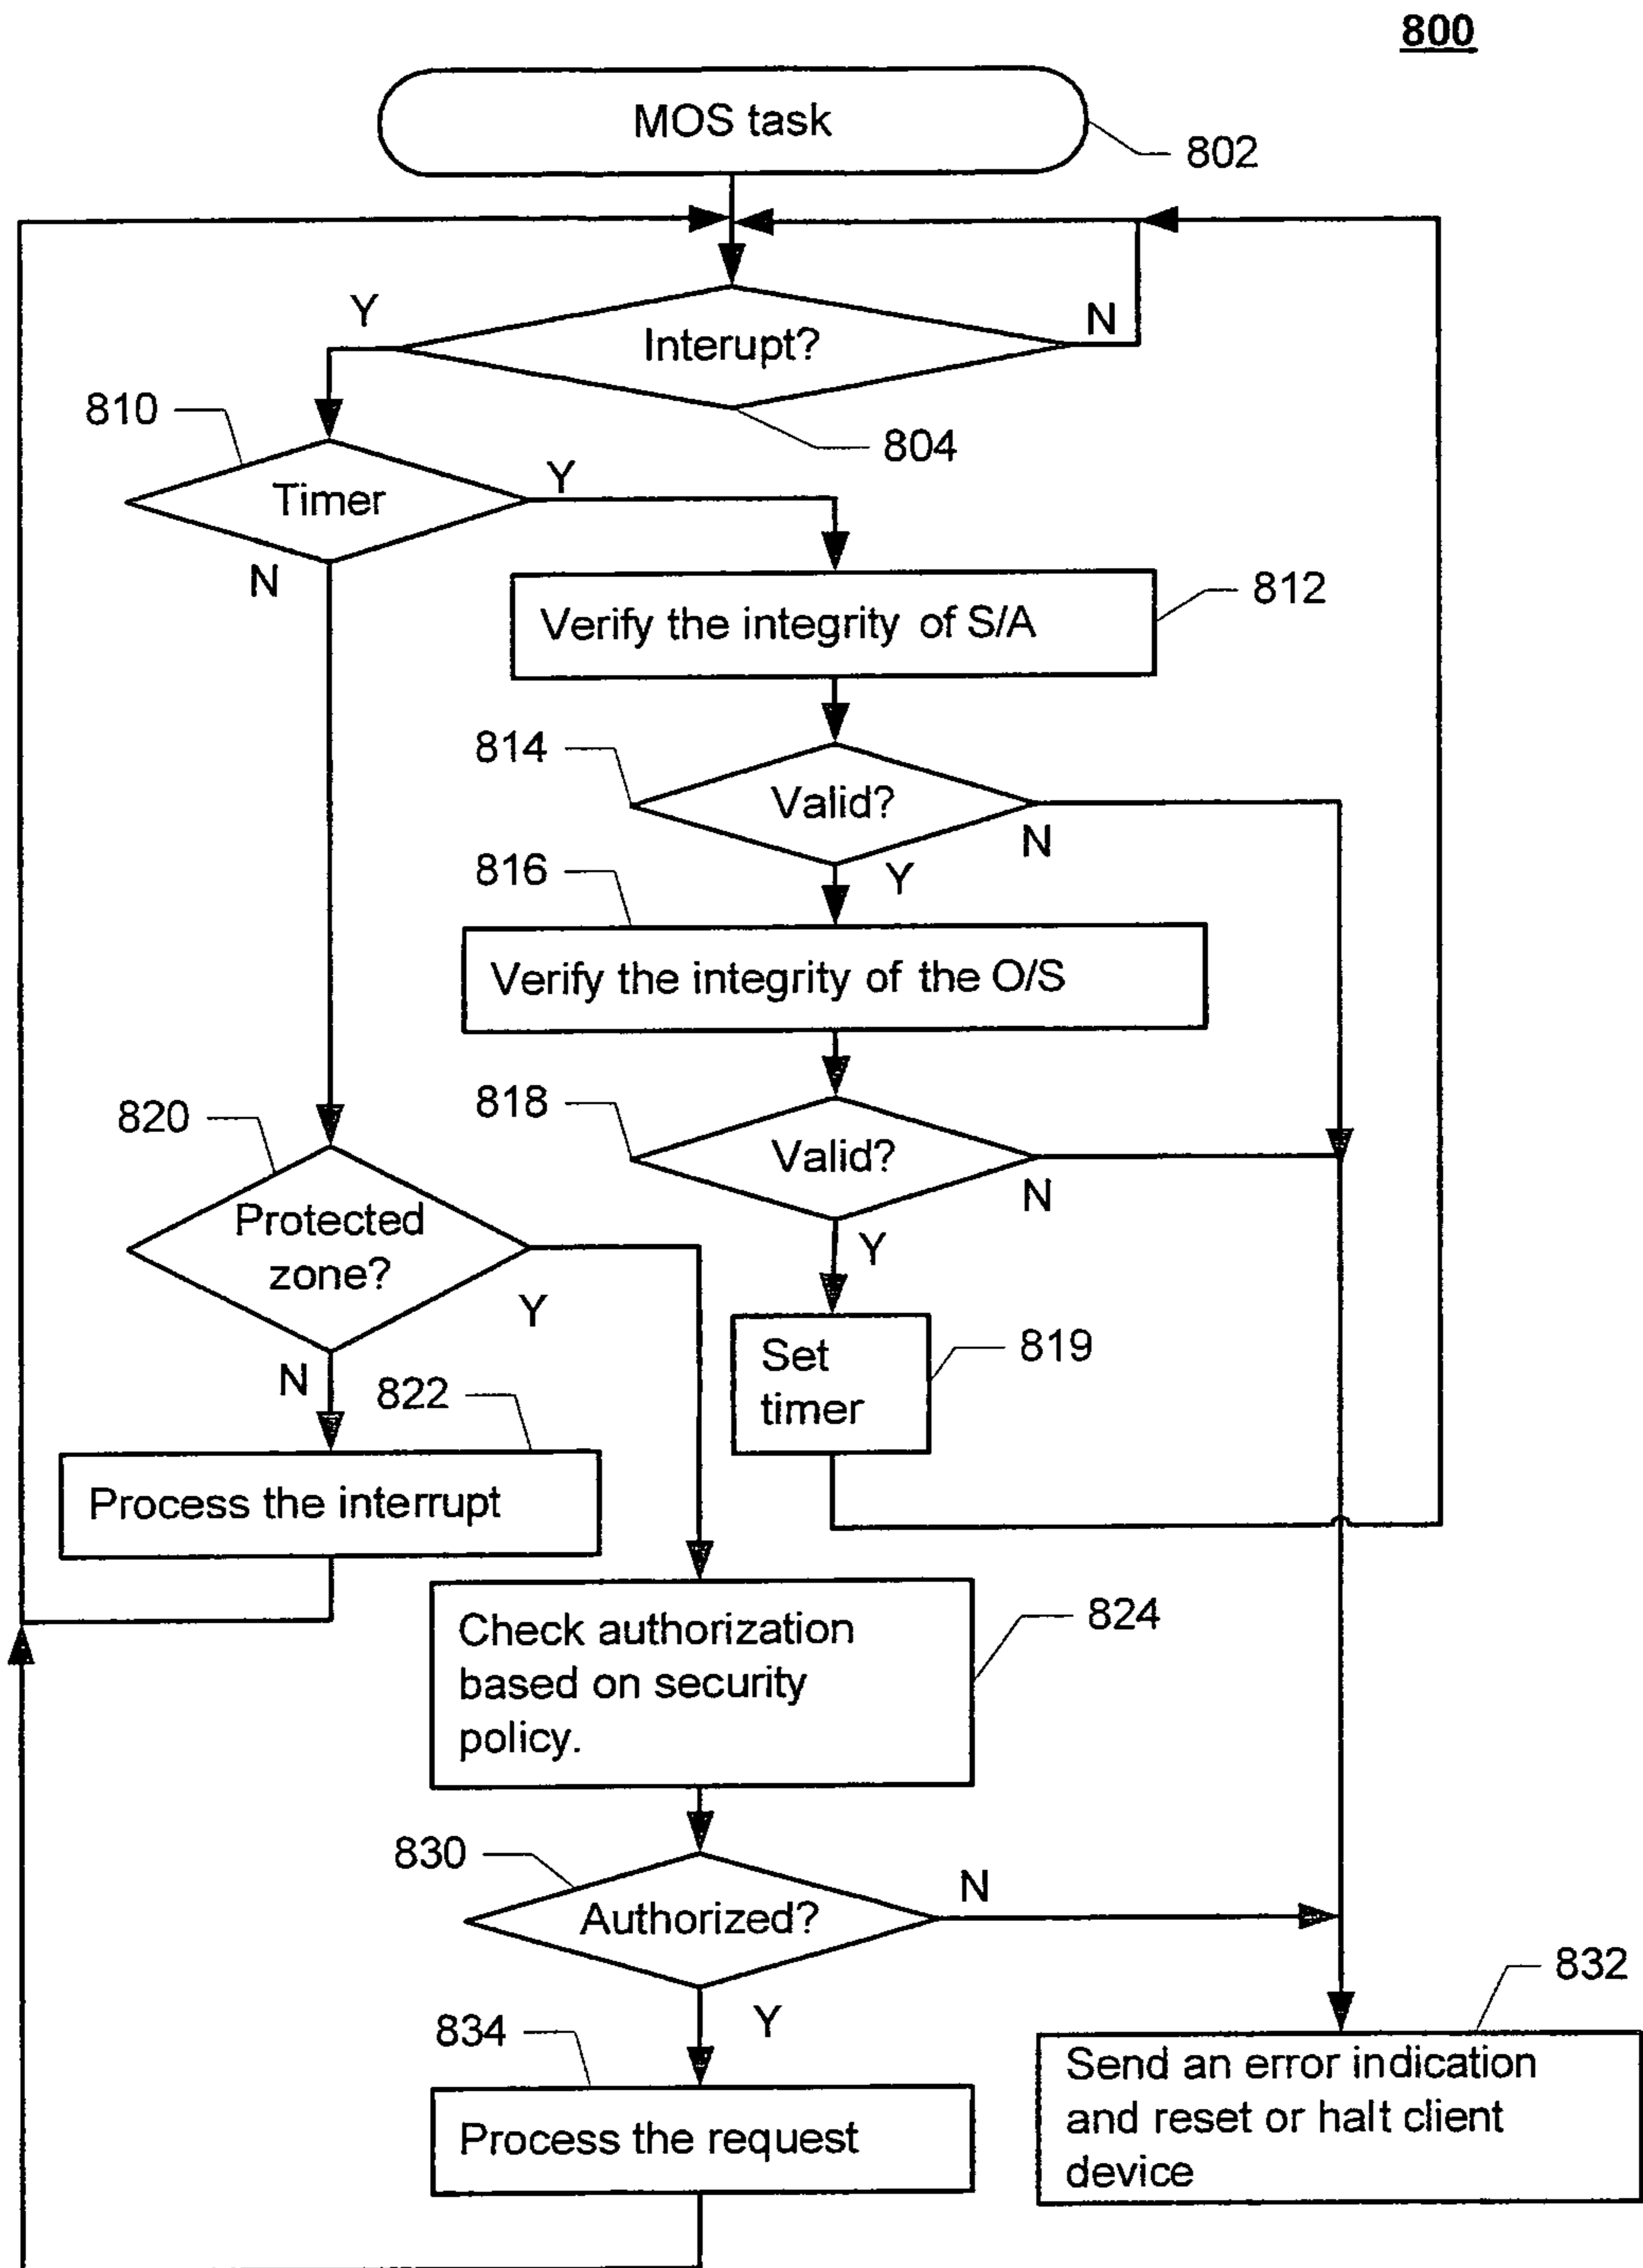 800
MOS task
802
Y
Interupt?
N
804
810
Timer
Y
N
Verify the integrity of S/A
812
814
Valid?
N
Y
816
Verify the integrity of the O/S
818
Valid?
N
Y
820
Protected
zone?
Y
N
Set
timer
819
822
Process the interrupt
Check authorization
based on security
policy.
824
830
Authorized?
N
Y
832
834
Process the request
Send an error indication
and reset or halt client
device